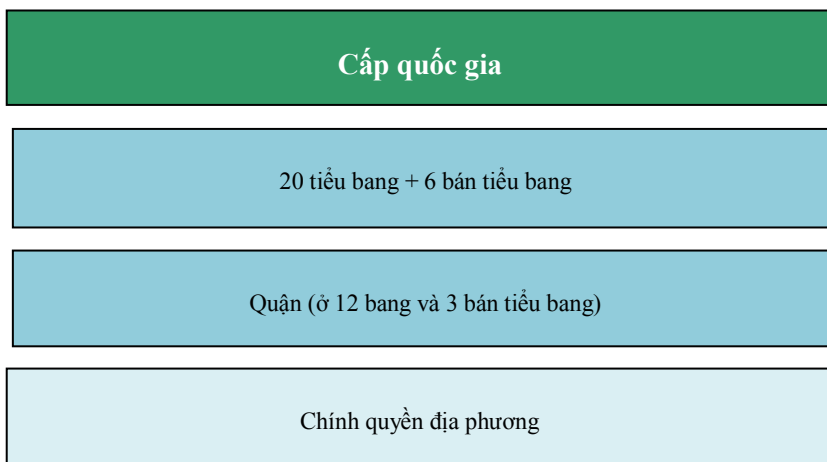 Cấp quốc gia
20 tiểu bang + 6 bán tiểu bang
Quận (ở 12 bang và 3 bán tiểu bang)
Chính quyền địa phương